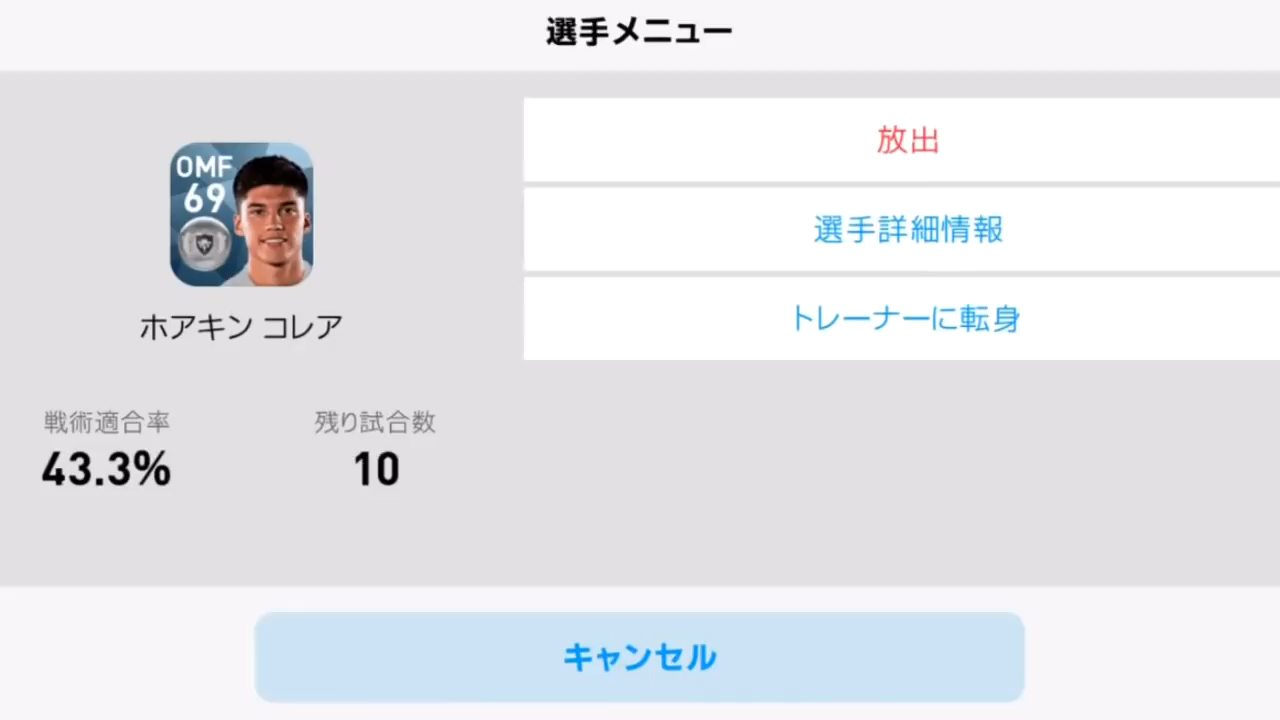 選手メニュー
OMF
69
ホアキン コレア
戦術適合率
43.3%
残り試合数
10
放出
選手詳細情報
トレーナーに転身
キャンセル